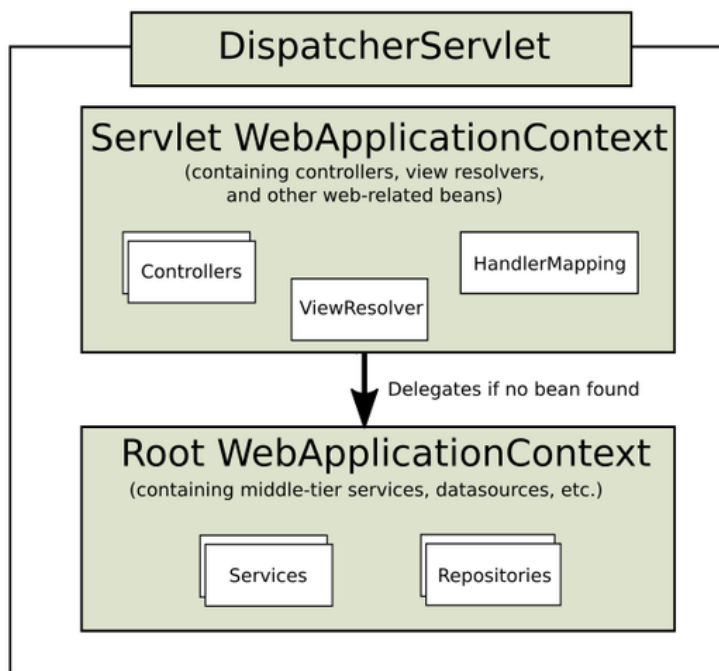 DispatcherServlet
Servlet WebApplicationContext
(containing controllers, view resolvers,
and other web-related beans)
Controllers
HandlerMapping
ViewResolver
Delegates if no bean found
Root WebApplicationContext
(containing middle-tier services, datasources, etc.)
Services
Repositories